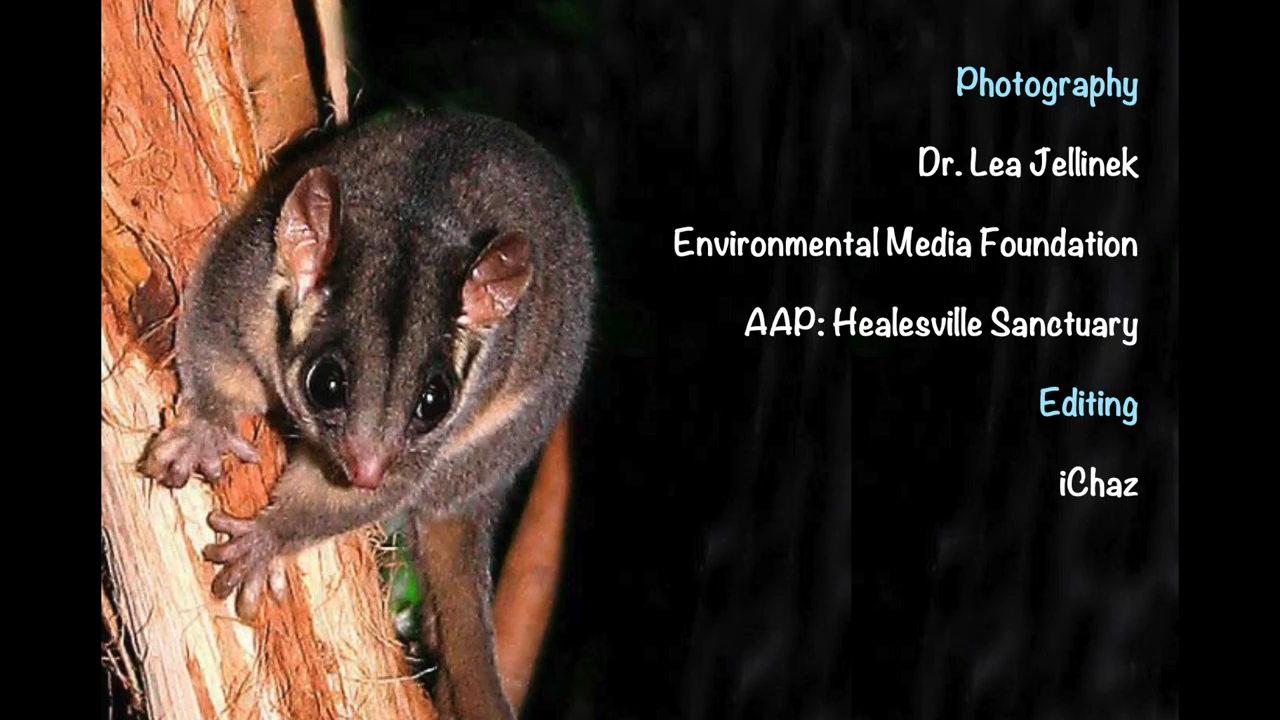 Photography
Dr. Lea Jellinek
Environmental Media Foundation
AAP: Healesville Sanctuary
Editing
iChaz